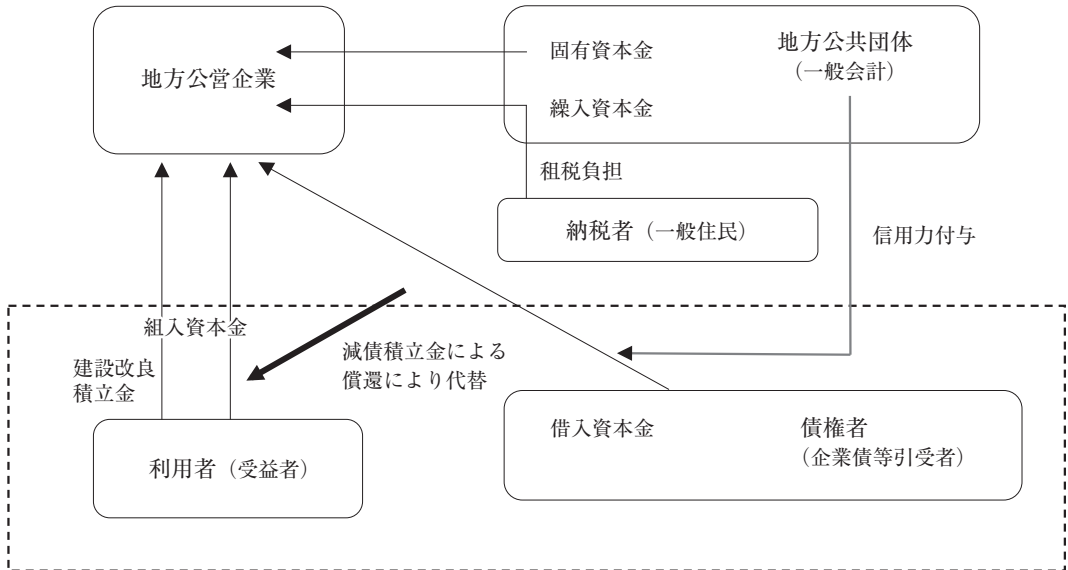 地方公営企業
固有資本金
地方公共団体
（一般会計）
繰入資本金
租税負担
納税者（一般住民）
信用力付与
組入資本金
建設改良
積立金
減債積立金による
償還により代替
利用者（受益者）
借入資本金
債権者
（企業債等引受者）